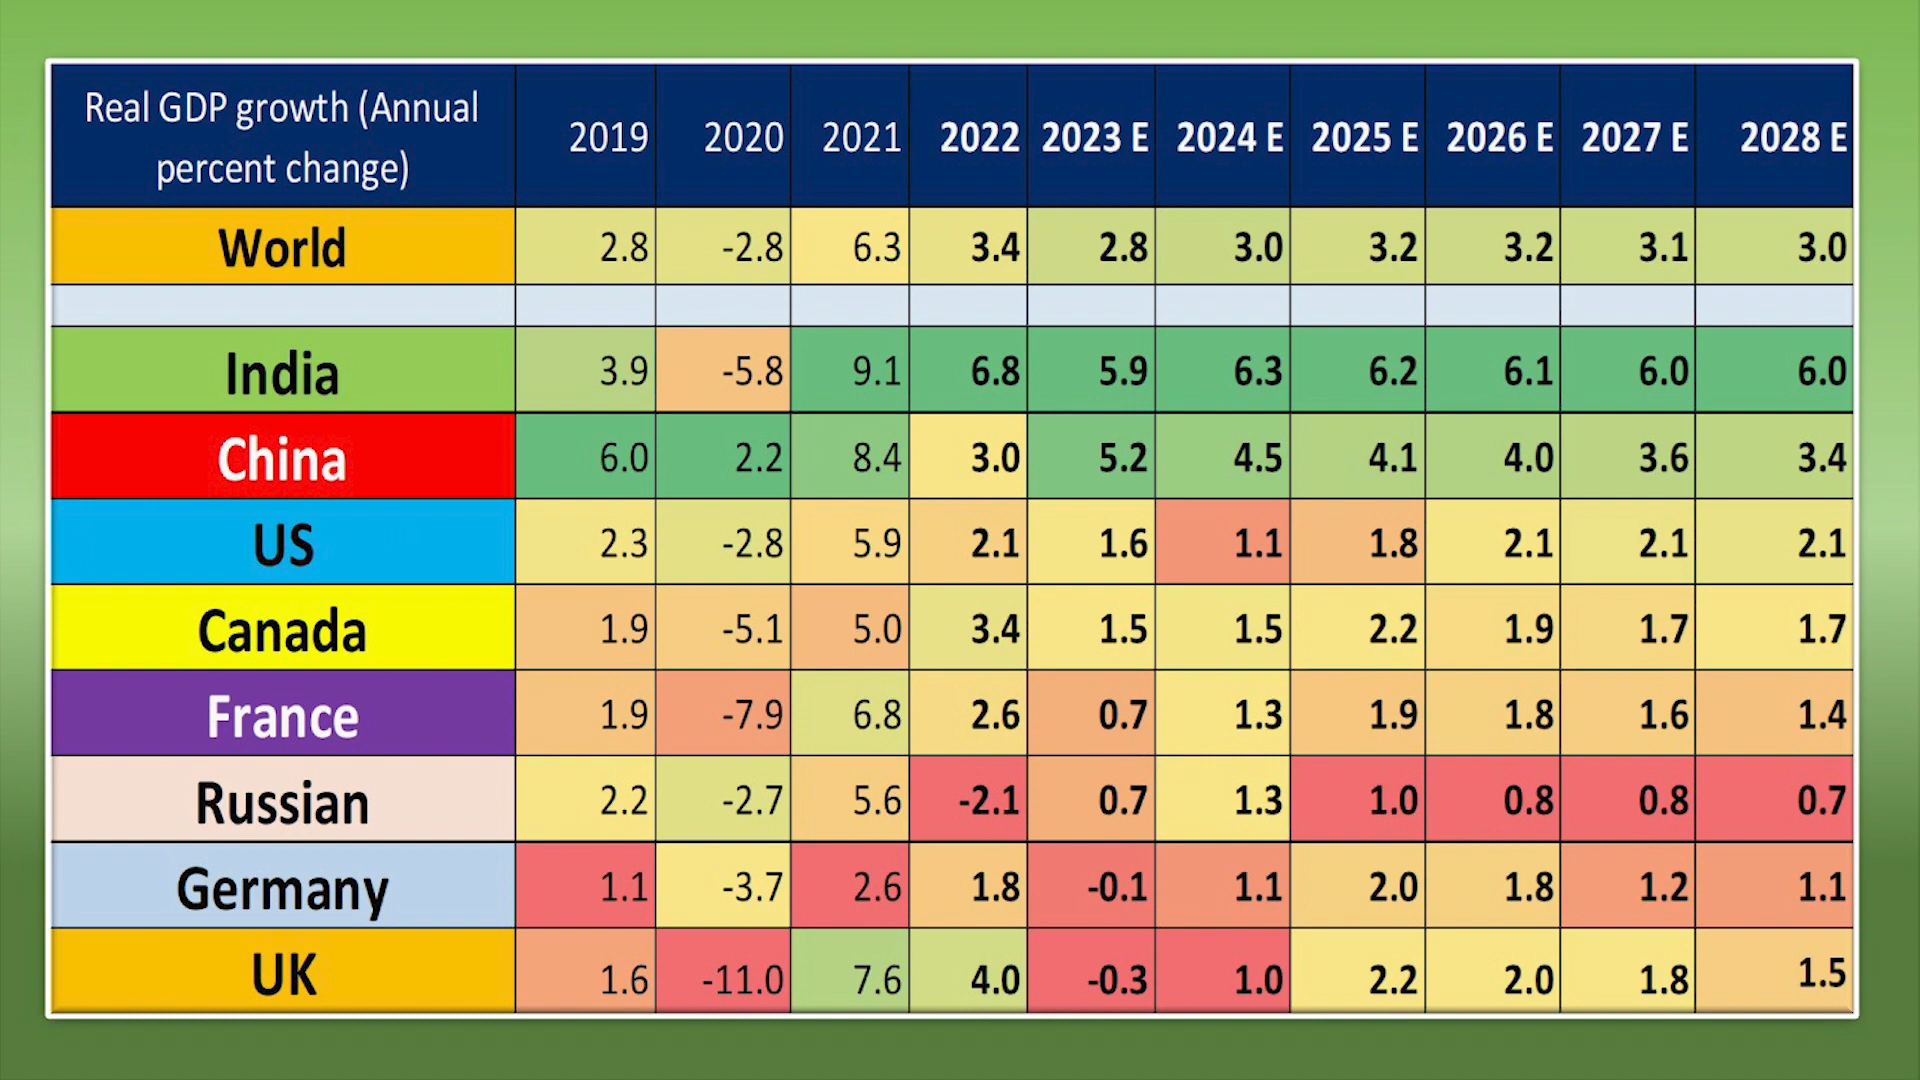 Real GDP growth (Annual percent change) 2019 2020 2021 2022 2023 E 2024 E 2025 E 2026 E 2027 E 2028 E
World 2.8 -2.8 6.3 3.4 2.8 3.0 3.2 3.2 3.1 3.0
India 3.9 -5.8 9.1 6.8 5.9 6.3 6.2 6.1 6.0 6.0
China 6.0 2.2 8.4 3.0 5.2 4.5 4.1 4.0 3.6 3.4
US 2.3 -2.8 5.9 2.1 1.6 1.1 1.8 2.1 2.1 2.1
Canada 1.9 -5.1 5.0 3.4 1.5 1.5 2.2 1.9 1.7 1.7
France 1.9 -7.9 6.8 2.6 0.7 1.3 1.9 1.8 1.6 1.4
Russian 2.2 -2.7 5.6 -2.1 0.7 1.3 1.0 0.8 0.8 0.7
Germany 1.1 -3.7 2.6 1.8 -0.1 1.1 2.0 1.8 1.2 1.1
UK 1.6 -11.0 7.6 4.0 -0.3 1.0 2.2 2.0 1.8 1.5